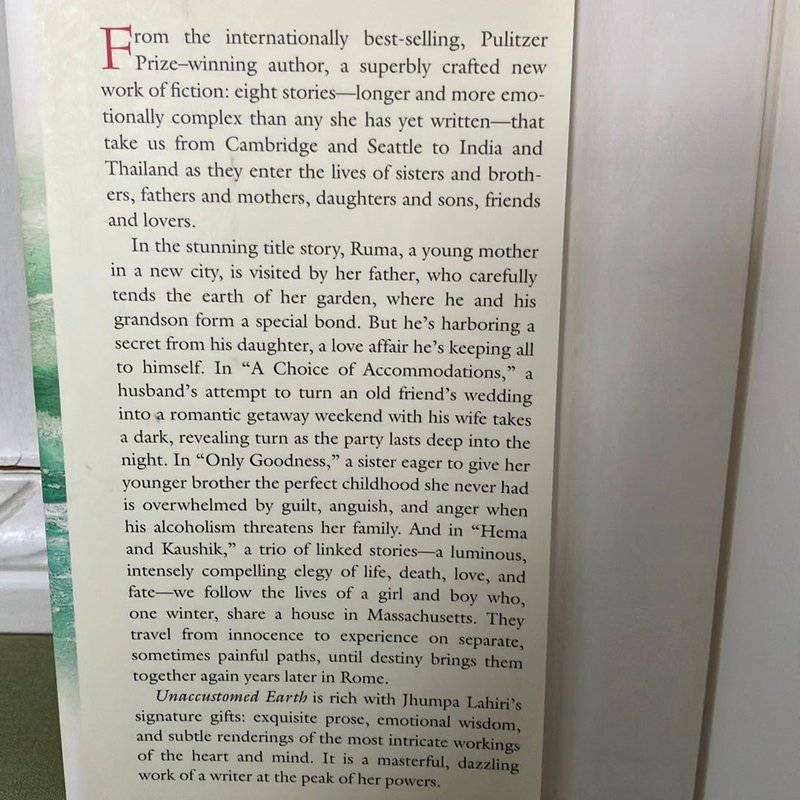 From the internationally best-selling, Pulitzer
Prize–winning author, a superbly crafted new
work of fiction: eight stories—longer and more emo-
tionally complex than any she has yet written—that
take us from Cambridge and Seattle to India and
Thailand as they enter the lives of sisters and broth-
ers, fathers and mothers, daughters and sons, friends
and lovers.
In the stunning title story, Ruma, a young mother
in a new city, is visited by her father, who carefully
tends the earth of her garden, where he and his
grandson form a special bond. But he's harboring a
secret from his daughter, a love affair he's keeping all
to himself. In “A Choice of Accommodations,” a
husband's attempt to turn an old friend's wedding
into a romantic getaway weekend with his wife takes
a dark, revealing turn as the party lasts deep into the
night. In “Only Goodness,” a sister eager to give her
younger brother the perfect childhood she never had
is overwhelmed by guilt, anguish, and anger when
his alcoholism threatens her family. And in “Hema
and Kaushik,” a trio of linked stories—a luminous,
intensely compelling elegy of life, death, love, and
fate—we follow the lives of a girl and boy who,
one winter, share a house in Massachusetts. They
travel from innocence to experience on separate,
sometimes painful paths, until destiny brings them
together again years later in Rome.
Unaccustomed Earth is rich with Jhumpa Lahiri's
signature gifts: exquisite prose, emotional wisdom,
and subtle renderings of the most intricate workings
of the heart and mind. It is a masterful, dazzling
work of a writer at the peak of her powers.